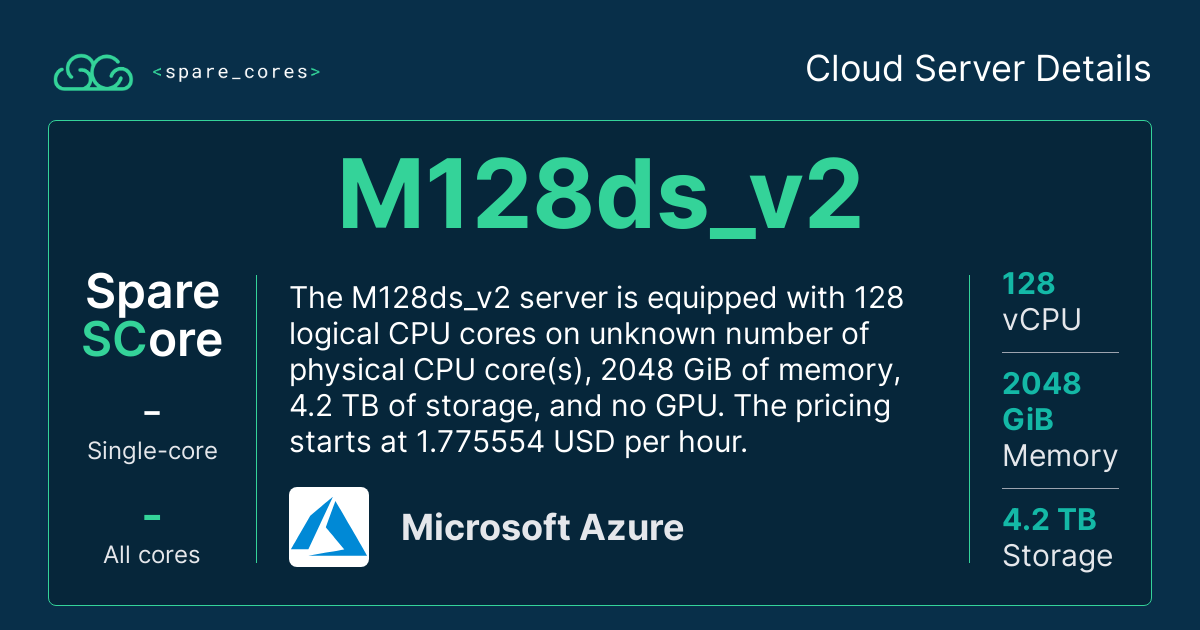 <spare_cores>
Cloud Server Details
M128ds_v2
Spare
SCore
–
Single-core
–
All cores
The M128ds_v2 server is equipped with 128
logical CPU cores on unknown number of
physical CPU core(s), 2048 GiB of memory,
4.2 TB of storage, and no GPU. The pricing
starts at 1.775554 USD per hour.
Microsoft Azure
128
vCPU
2048
GiB
Memory
4.2 TB
Storage